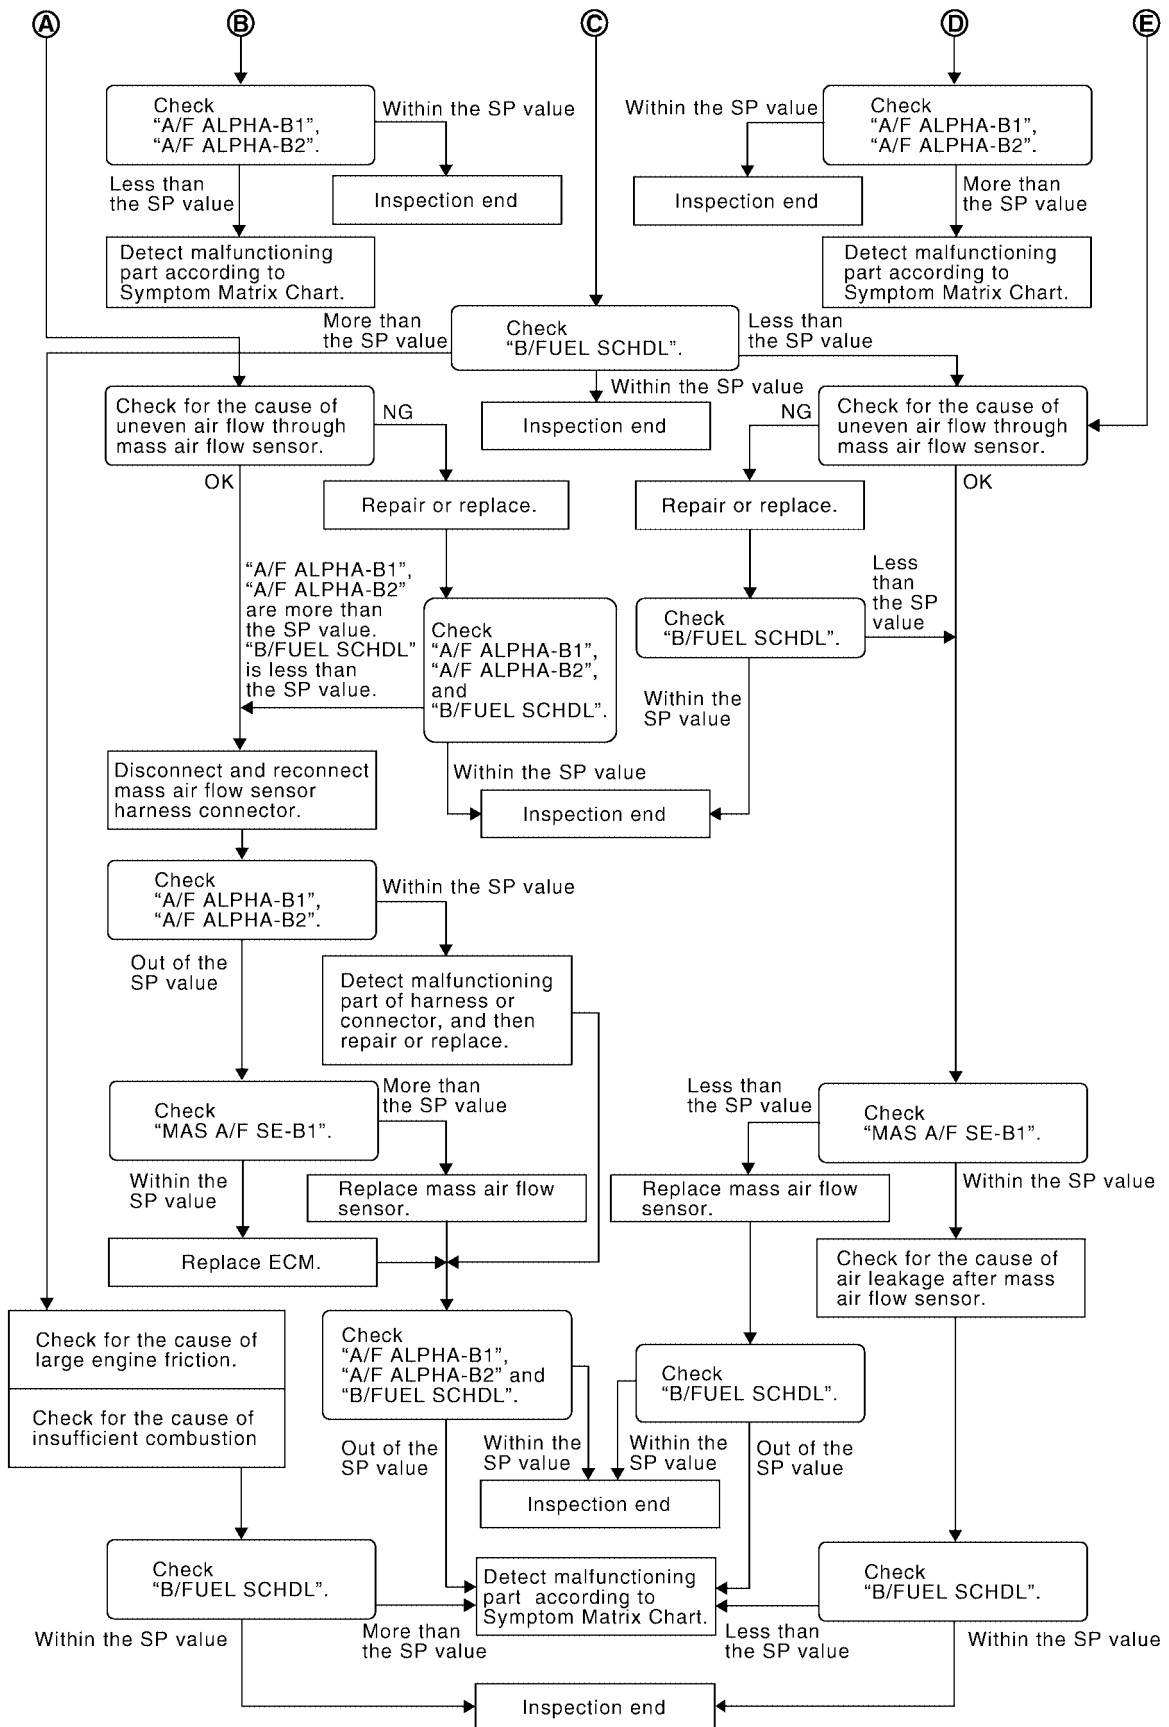 A
B
C
D
E
Check
“A/F ALPHA-B1”,
“A/F ALPHA-B2”.
Within the SP value
Less than
the SP value
Inspection end
Detect malfunctioning
part according to
Symptom Matrix Chart.
Within the SP value
Check
“A/F ALPHA-B1”,
“A/F ALPHA-B2”.
Inspection end
More than
the SP value
Detect malfunctioning
part according to
Symptom Matrix Chart.
More than
the SP value
Check
“B/FUEL SCHDL”.
Less than
the SP value
Within the SP value
Inspection end
Check for the cause of
uneven air flow through
mass air flow sensor.
NG
OK
Repair or replace.
NG
Check for the cause of
uneven air flow through
mass air flow sensor.
OK
Repair or replace.
“A/F ALPHA-B1”,
“A/F ALPHA-B2”
are more than
the SP value.
“B/FUEL SCHDL”
is less than
the SP value.
Check
“A/F ALPHA-B1”,
“A/F ALPHA-B2”,
and
“B/FUEL SCHDL”.
Check
“B/FUEL SCHDL”.
Less
than
the SP
value
Within the
SP value
Within the SP value
Inspection end
Disconnect and reconnect
mass air flow sensor
harness connector.
Check
“A/F ALPHA-B1”,
“A/F ALPHA-B2”.
Within the SP value
Out of the
SP value
Detect malfunctioning
part of harness or
connector, and then
repair or replace.
Check
“MAS A/F SE-B1”.
More than
the SP value
Within the
SP value
Replace mass air flow
sensor.
Replace ECM.
Less than
the SP value
Check
“MAS A/F SE-B1”.
Within the SP value
Replace mass air flow
sensor.
Check for the cause of
air leakage after mass
air flow sensor.
Check for the cause of
large engine friction.
Check for the cause of
insufficient combustion
Check
“A/F ALPHA-B1”,
“A/F ALPHA-B2” and
“B/FUEL SCHDL”.
Check
“B/FUEL SCHDL”.
Out of the
SP value
Within the
SP value
Within the
SP value
Out of the
SP value
Inspection end
Check
“B/FUEL SCHDL”.
Detect malfunctioning
part according to
Symptom Matrix Chart.
Check
“B/FUEL SCHDL”.
Within the SP value
More than
the SP value
Less than
the SP value
Within the SP value
Inspection end